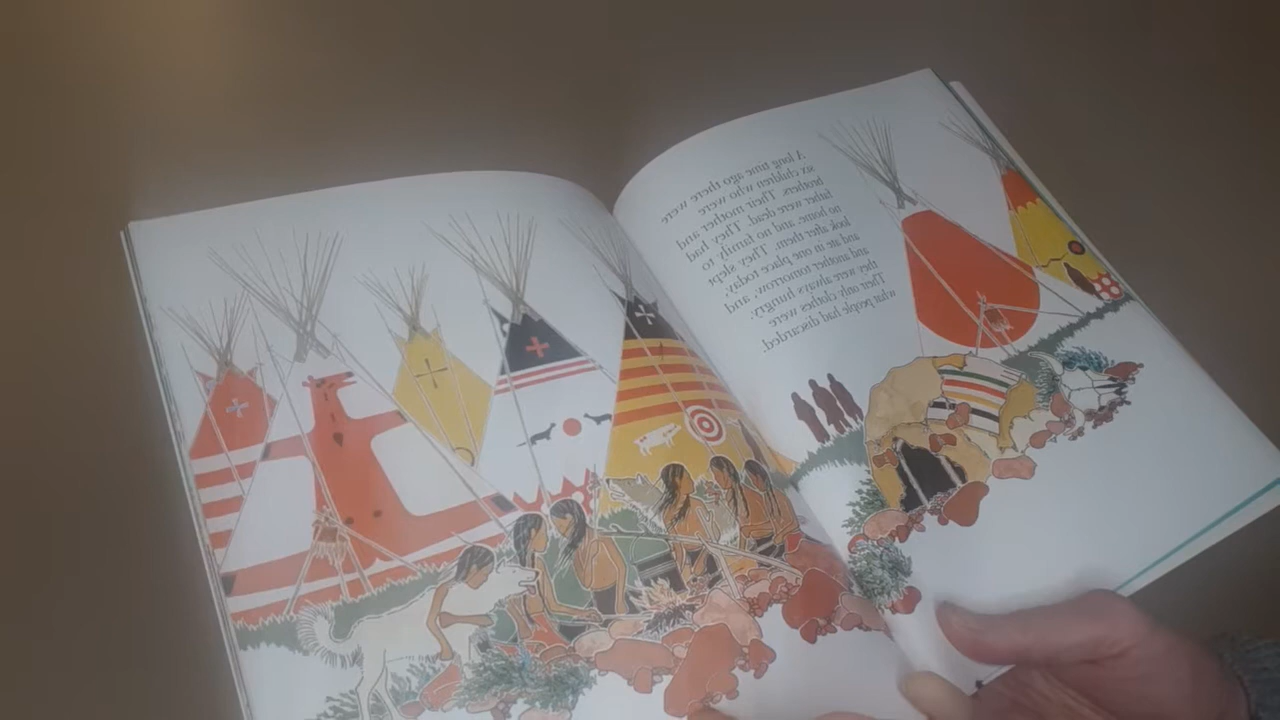 A long time ago there were
six children who were
brothers. Their mother and
father were dead. They had
no home, and no family to
look after them. They slept
and ate in one place today,
and another tomorrow, and
they were always hungry.
Their only clothes were
what people had discarded.